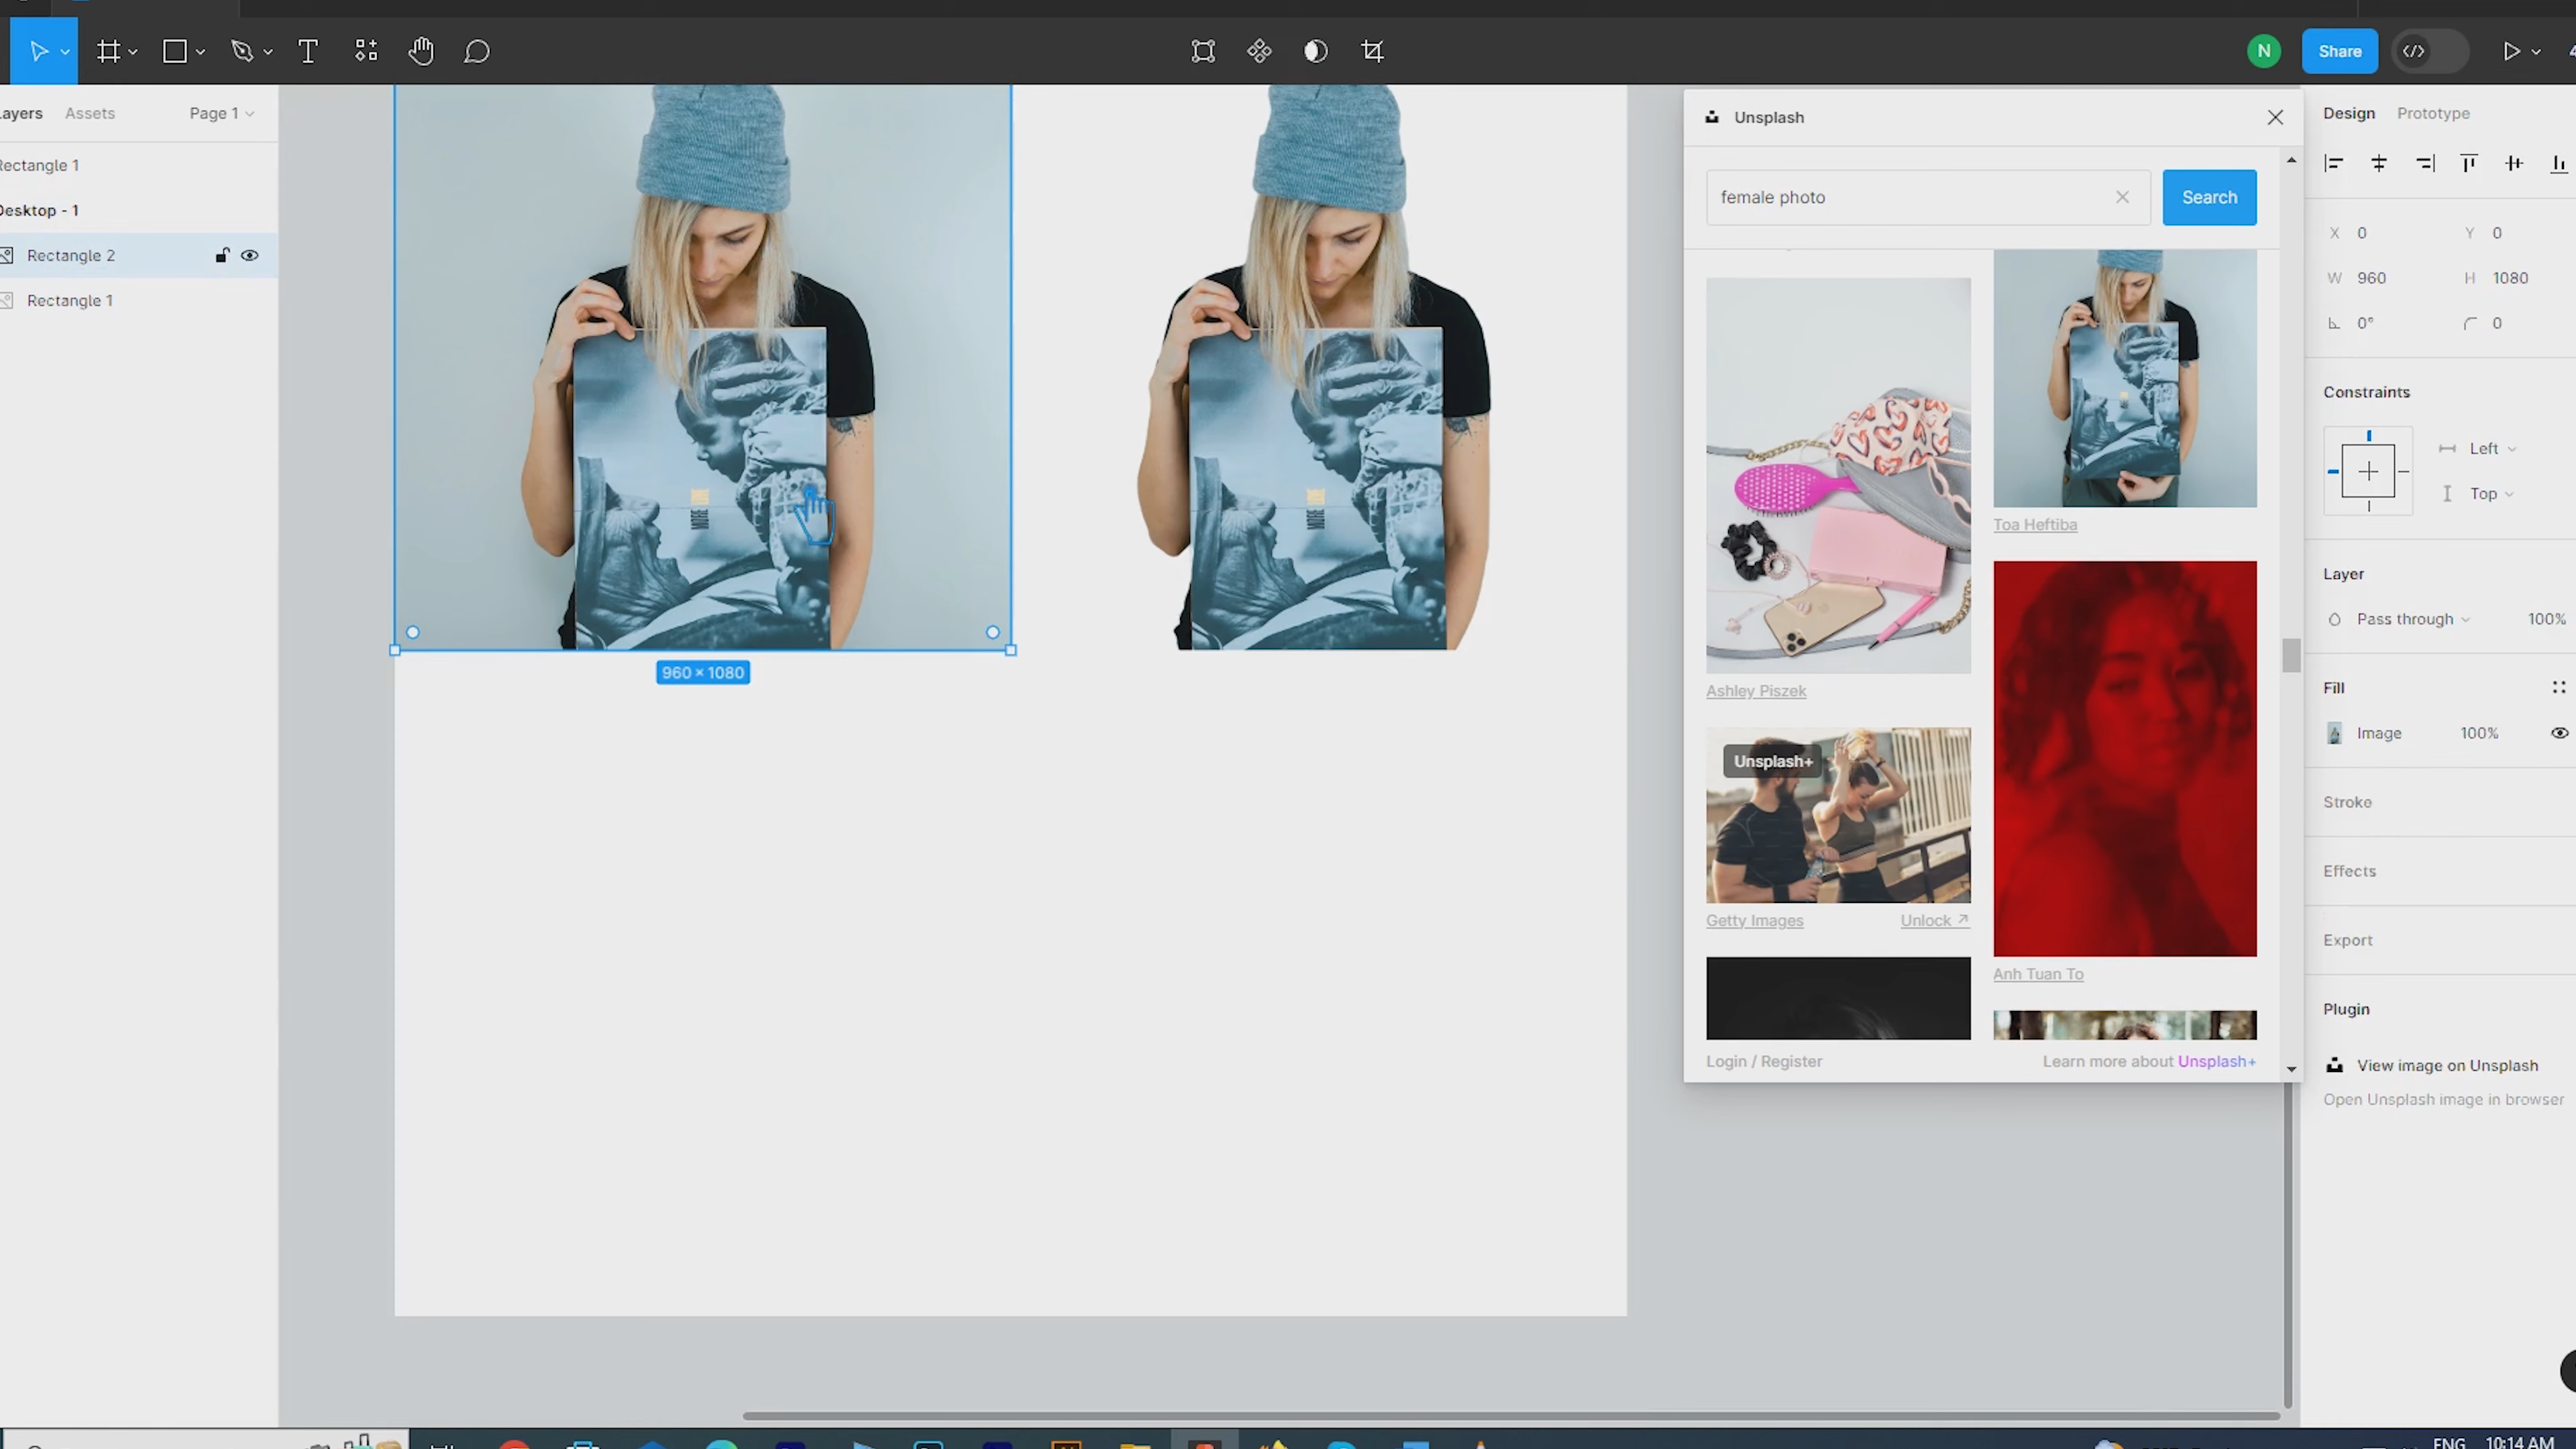 N
Share
Layers Assets Page 1
Rectangle 1
Desktop - 1
Rectangle 2
Rectangle 1
MORE
MORE
960 × 1080
Unsplash
female photo
Search
Toa Heftiba
Ashley Piszek
Unsplash+
Getty Images Unlock ↗
Anh Tuan To
Login / Register
Learn more about Unsplash+
Design Prototype
X 0 Y 0
W 960 H 1080
0° 0
Constraints
Left
Top
Layer
Pass through 100%
Fill
Image 100%
Stroke
Effects
Export
Plugin
View image on Unsplash
Open Unsplash image in browser
ENG 10:14 AM